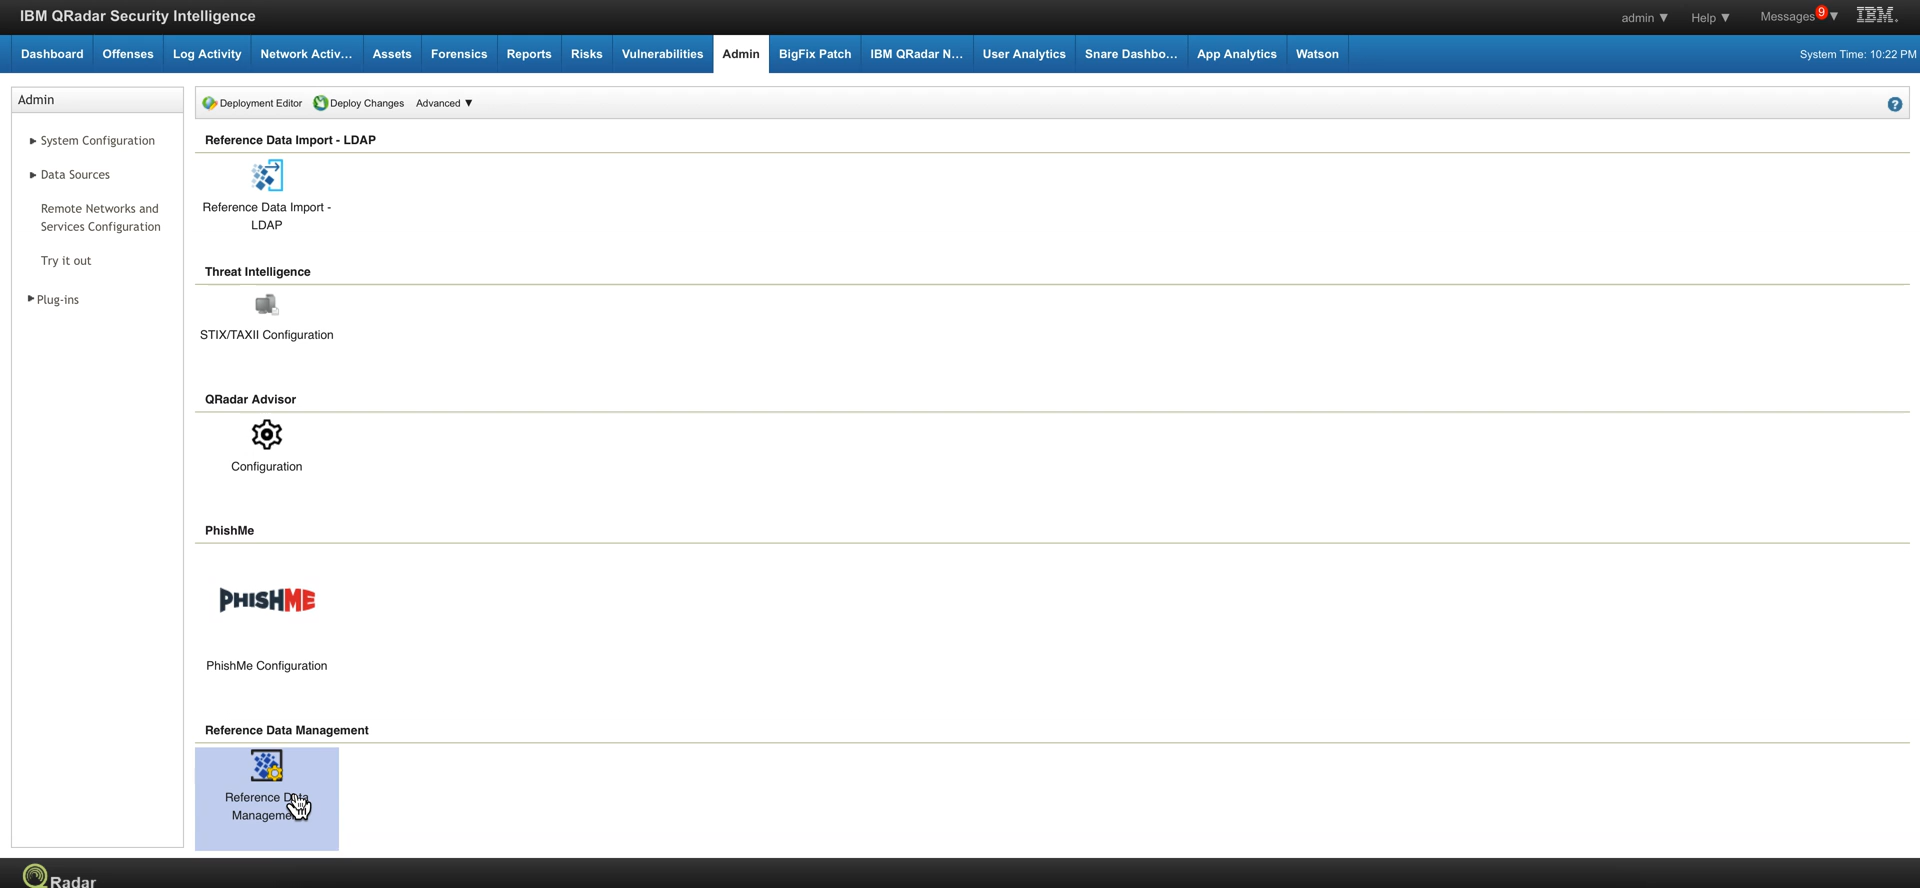 IBM QRadar Security Intelligence
admin ▼ Help ▼ Messages 9 ▼ IBM.
Dashboard Offenses Log Activity Network Activ... Assets Forensics Reports Risks Vulnerabilities Admin BigFix Patch IBM QRadar N... User Analytics Snare Dashbo... App Analytics Watson System Time: 10:22 PM
Admin
► System Configuration
► Data Sources
Remote Networks and
Services Configuration
Try it out
► Plug-ins
Deployment Editor Deploy Changes Advanced ▼ ?
Reference Data Import - LDAP
Reference Data Import -
LDAP
Threat Intelligence
STIX/TAXII Configuration
QRadar Advisor
Configuration
PhishMe
PHISHME
PhishMe Configuration
Reference Data Management
Reference Data
Management
QRadar